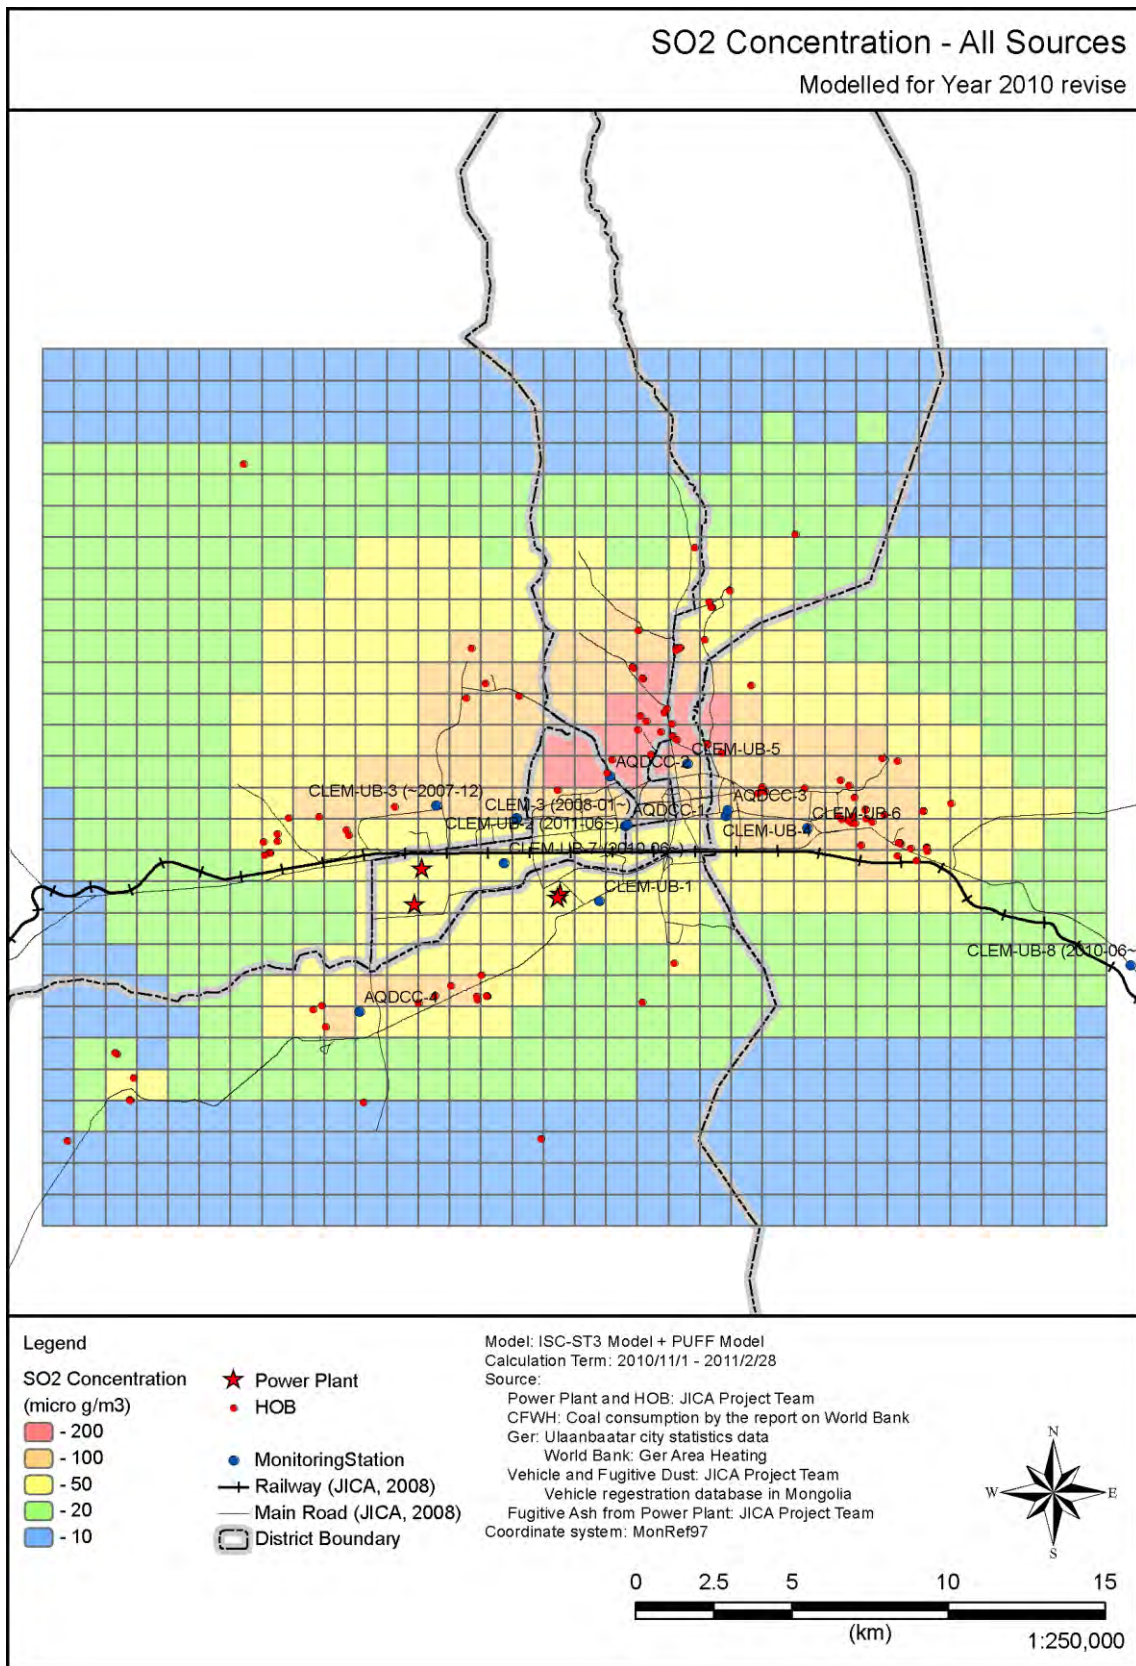 SO2 Concentration - All Sources
Modelled for Year 2010 revise
CLEM-UB-5
AQDCC-2
CLEM-UB-3 (~2007-12)
CLEM-3 (2008-01~)
AQDCC-1
AQDCC-3
CLEM-UB-2 (2011-06~)
CLEM-UB-4
CLEM-UB-6
CLEM-UB-7 (2010-06~)
CLEM-UB-1
CLEM-UB-8 (2010-06~
AQDCC-4
Legend
SO2 Concentration
(micro g/m3)
- 200
- 100
- 50
- 20
- 10
Power Plant
HOB
MonitoringStation
Railway (JICA, 2008)
Main Road (JICA, 2008)
District Boundary
Model: ISC-ST3 Model + PUFF Model
Calculation Term: 2010/11/1 - 2011/2/28
Source:
Power Plant and HOB: JICA Project Team
CFWH: Coal consumption by the report on World Bank
Ger: Ulaanbaatar city statistics data
World Bank: Ger Area Heating
Vehicle and Fugitive Dust: JICA Project Team
Vehicle regestration database in Mongolia
Fugitive Ash from Power Plant: JICA Project Team
Coordinate system: MonRef97
N
W
E
S
0 2.5 5 10 15
(km)
1:250,000